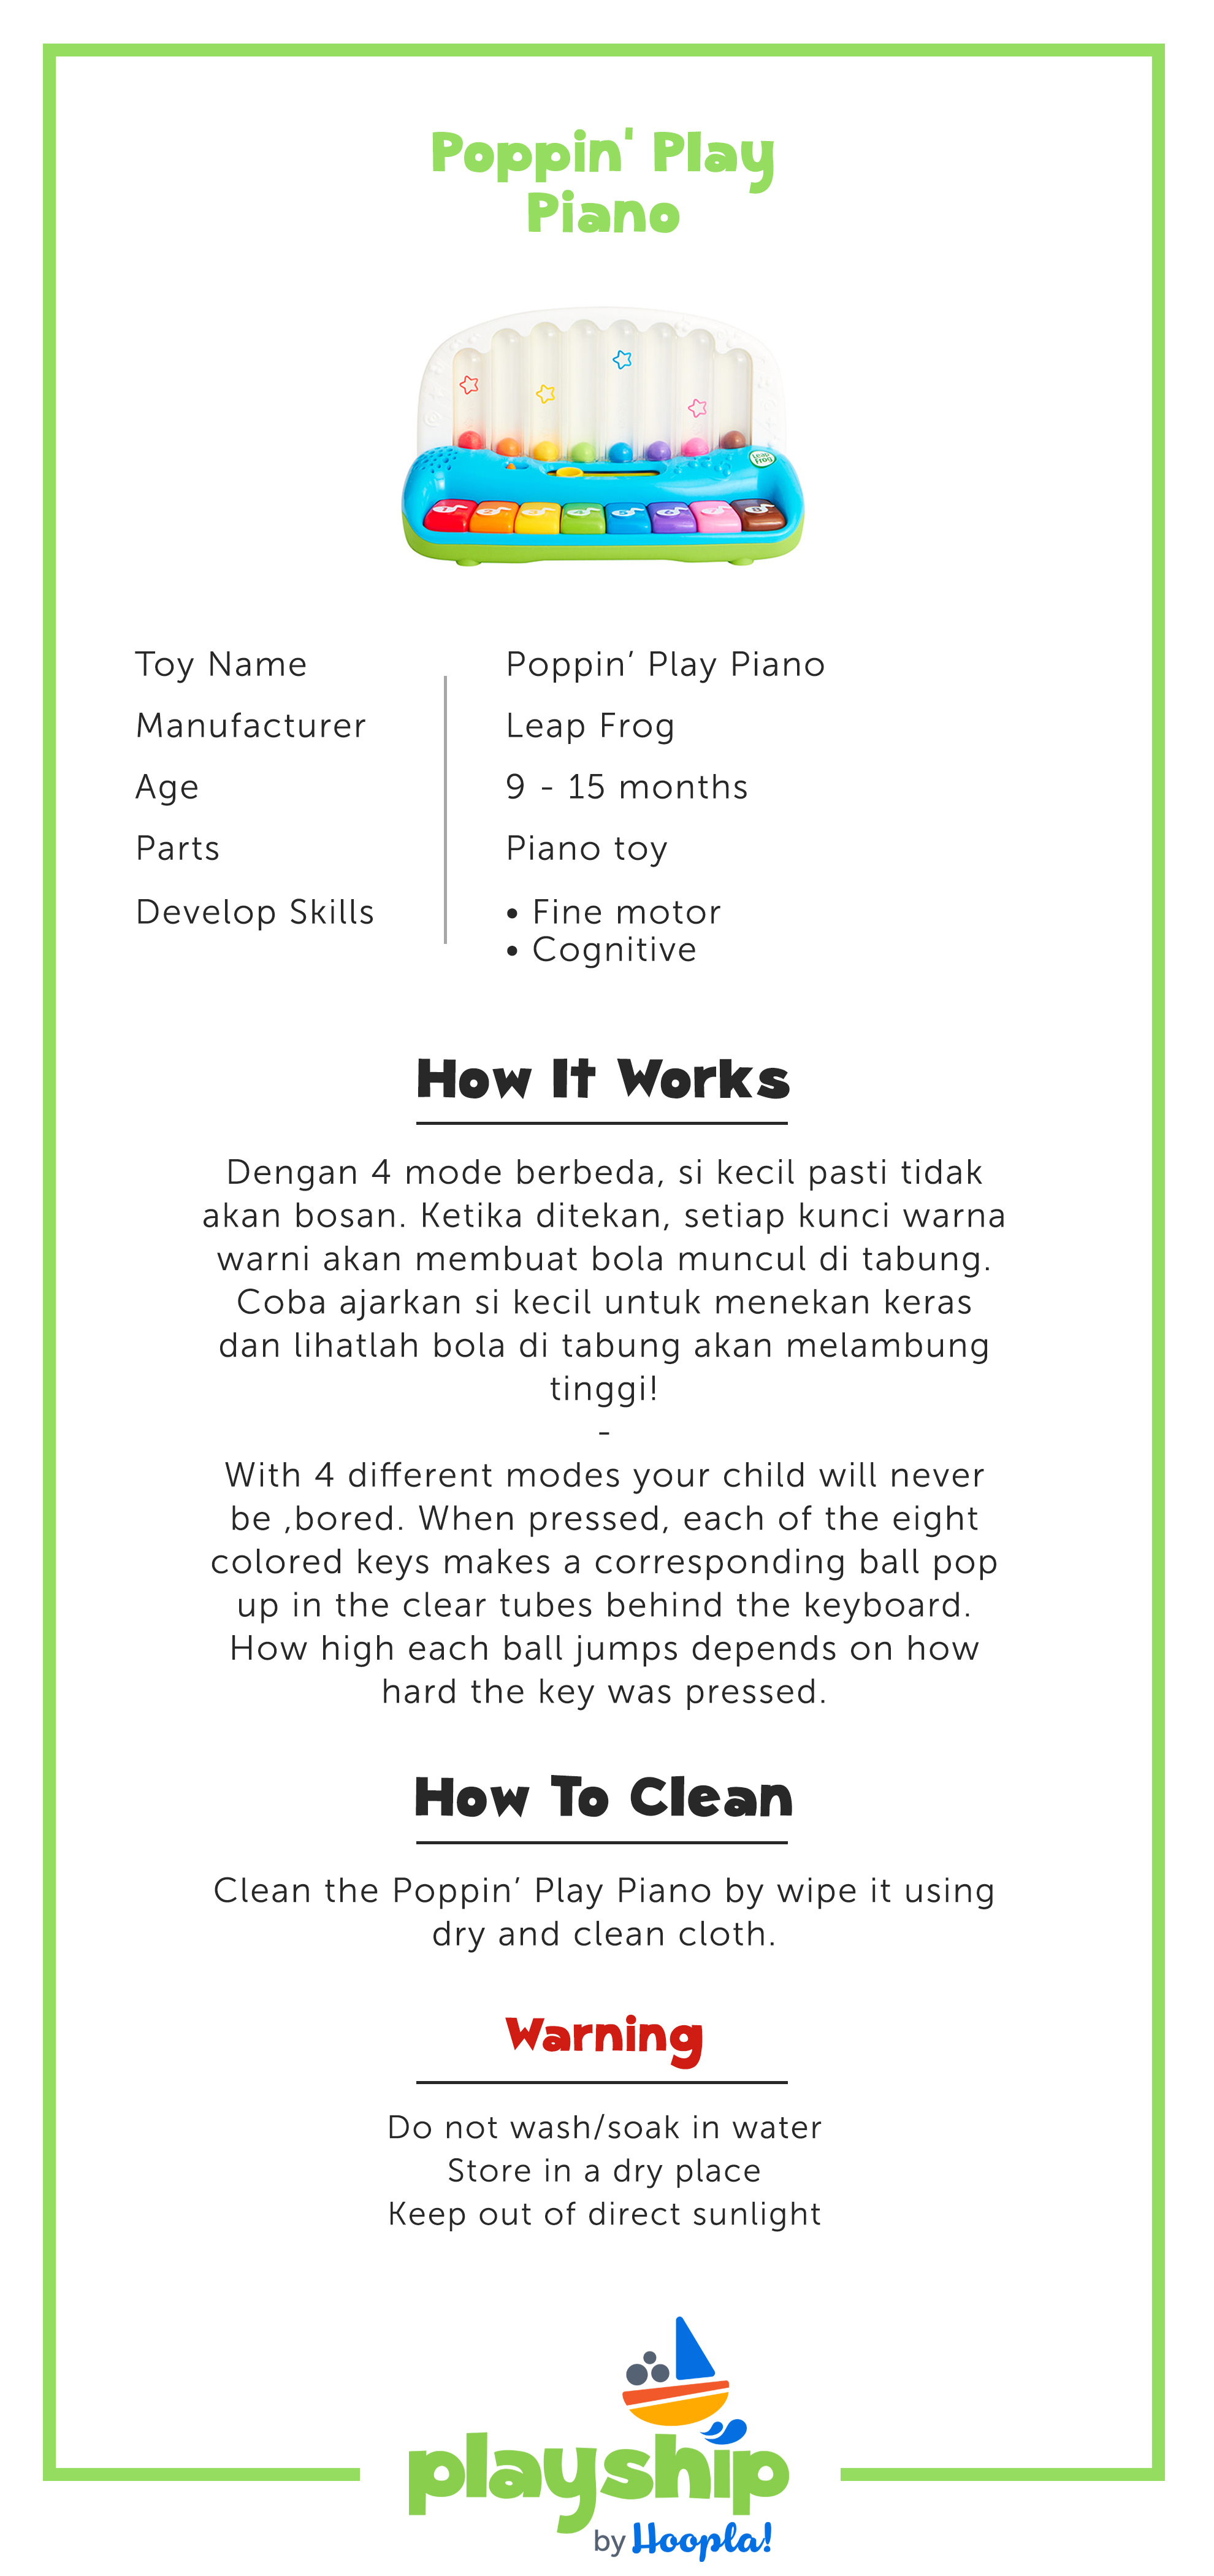 Poppin' Play
Piano
Leap
Frog
Toy Name
Poppin’ Play Piano
Manufacturer
Leap Frog
Age
9 - 15 months
Parts
Piano toy
Develop Skills
• Fine motor
• Cognitive
How It Works
Dengan 4 mode berbeda, si kecil pasti tidak
akan bosan. Ketika ditekan, setiap kunci warna
warni akan membuat bola muncul di tabung.
Coba ajarkan si kecil untuk menekan keras
dan lihatlah bola di tabung akan melambung
tinggi!
-
With 4 different modes your child will never
be ,bored. When pressed, each of the eight
colored keys makes a corresponding ball pop
up in the clear tubes behind the keyboard.
How high each ball jumps depends on how
hard the key was pressed.
How To Clean
Clean the Poppin’ Play Piano by wipe it using
dry and clean cloth.
Warning
Do not wash/soak in water
Store in a dry place
Keep out of direct sunlight
playship
by Hoopla!